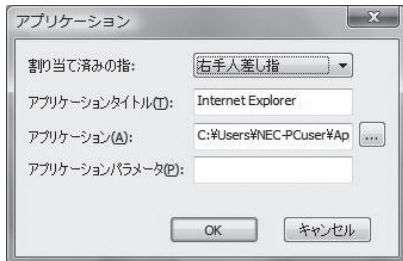 アプリケーション
割り当て済みの指: 右手人差し指
アプリケーションタイトル(T): Internet Explorer
アプリケーション(A): C:¥Users¥NEC-PCuser¥Ap ...
アプリケーションパラメータ(P):
OK キャンセル